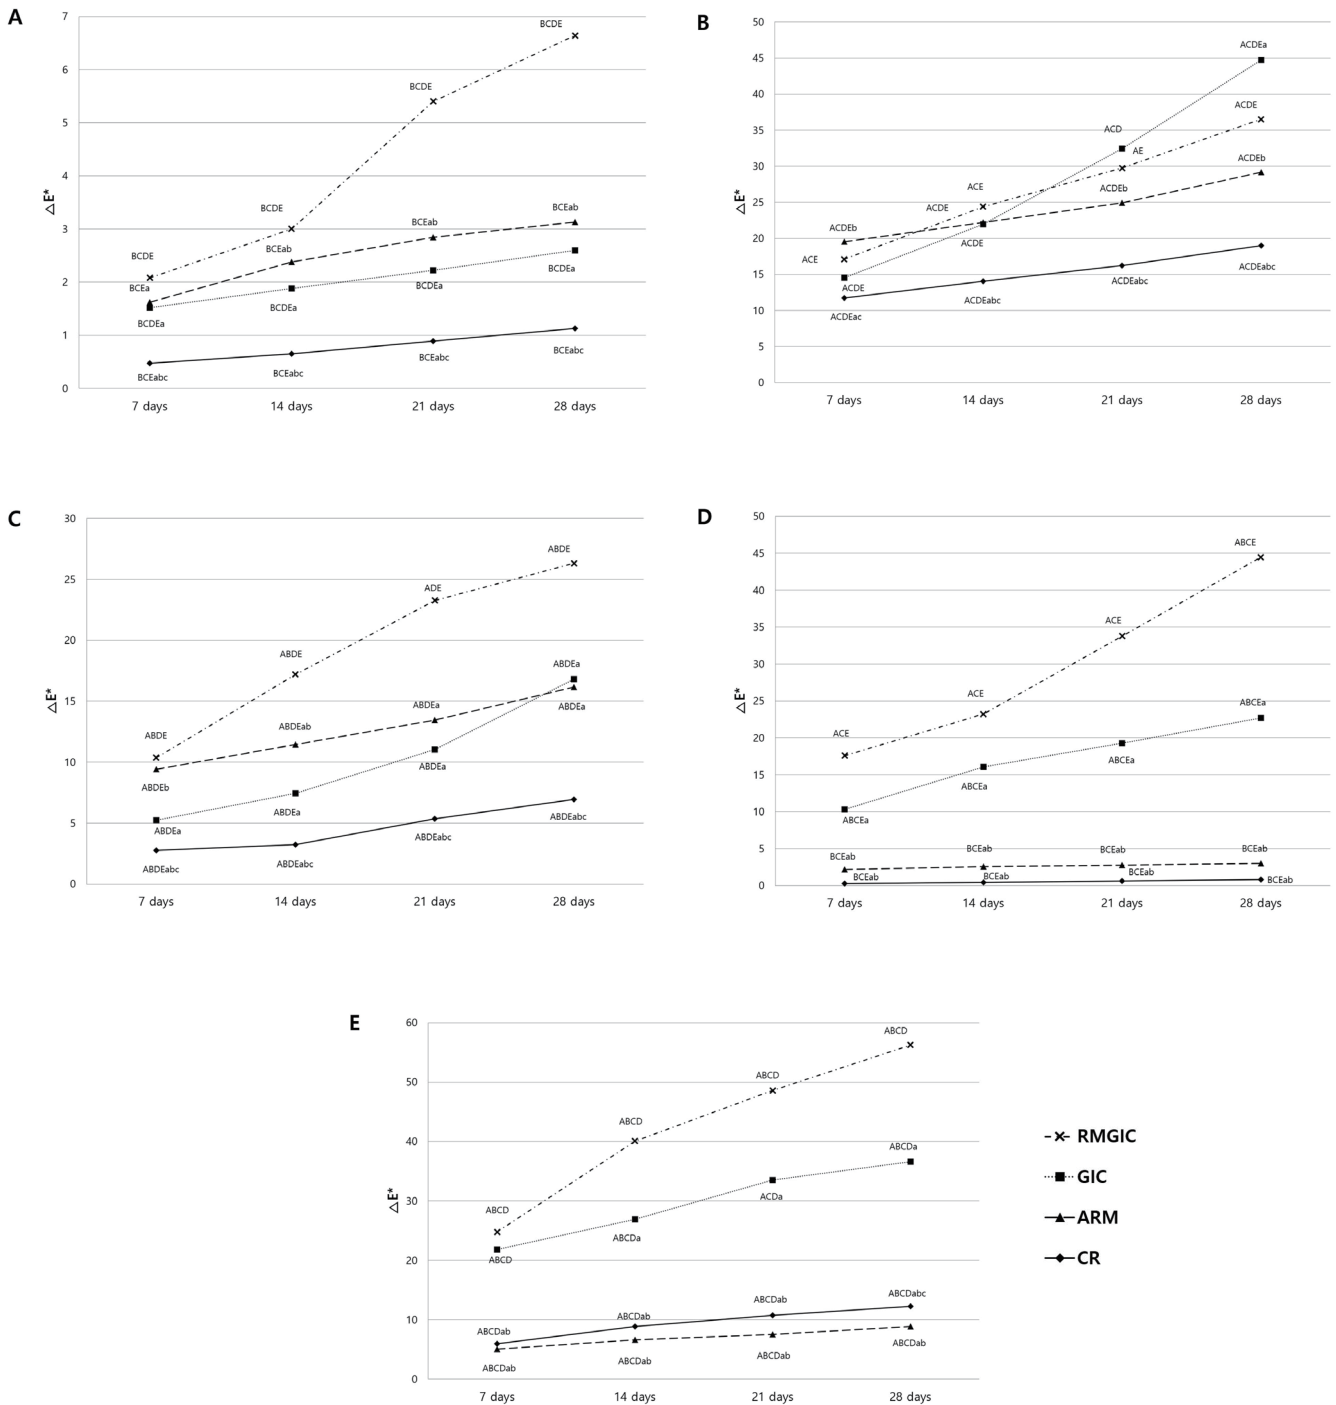 A
7
6
5
4
3
2
1
0
△E*
BCDE
BCDE
BCDE
BCDE
BCEa
BCEab
BCEab
BCEab
BCDEa
BCDEa
BCDEa
BCDEa
BCEabc
BCEabc
BCEabc
BCEabc
7 days
14 days
21 days
28 days
B
50
45
40
35
30
25
20
15
10
5
0
△E*
ACDEa
ACD
ACDE
AE
ACE
ACDEb
ACDEb
ACDE
ACDEb
ACE
ACDE
ACDE
ACDEac
ACDEabc
ACDEabc
ACDEabc
7 days
14 days
21 days
28 days
C
30
25
20
15
10
5
0
△E*
ABDE
ABDE
ADE
ABDE
ABDEb
ABDEab
ABDEa
ABDEa
ABDEa
ABDEa
ABDEa
ABDEa
ABDEabc
ABDEabc
ABDEabc
ABDEabc
7 days
14 days
21 days
28 days
D
50
45
40
35
30
25
20
15
10
5
0
△E*
ACE
ACE
ACE
ABCE
ABCEa
ABCEa
ABCEa
ABCEa
BCEab
BCEab
BCEab
BCEab
BCEab
BCEab
BCEab
BCEab
7 days
14 days
21 days
28 days
E
60
50
40
30
20
10
0
△E*
ABCD
ABCD
ABCD
ABCD
ABCD
ABCDa
ACDa
ABCDa
ABCDab
ABCDab
ABCDab
ABCDabc
ABCDab
ABCDab
ABCDab
ABCDab
7 days
14 days
21 days
28 days
RMGIC
GIC
ARM
CR